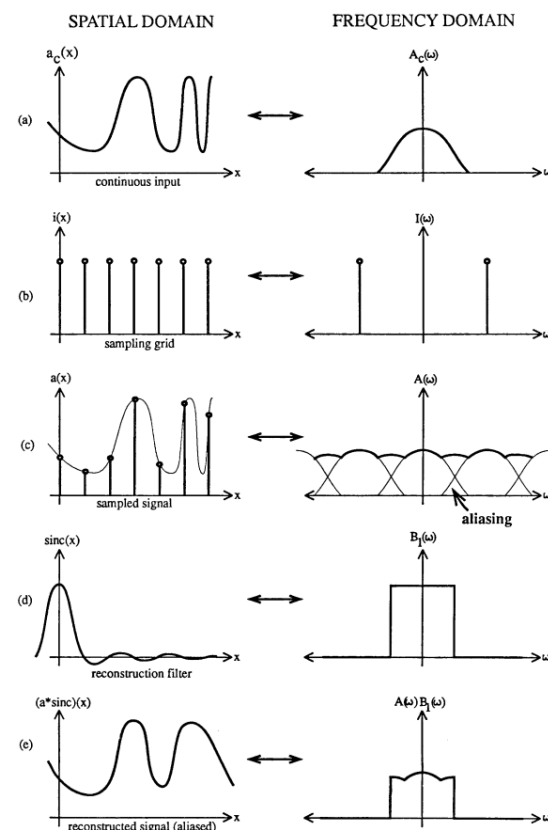 SPATIAL DOMAIN
FREQUENCY DOMAIN
a_c(x)
A_c(ω)
(a)
x
ω
continuous input
i(x)
I(ω)
(b)
x
ω
sampling grid
a(x)
A(ω)
(c)
x
ω
aliasing
sampled signal
sinc(x)
B_1(ω)
(d)
x
ω
reconstruction filter
(a*sinc)(x)
A(ω) B_1(ω)
(e)
x
ω
reconstructed signal (aliased)